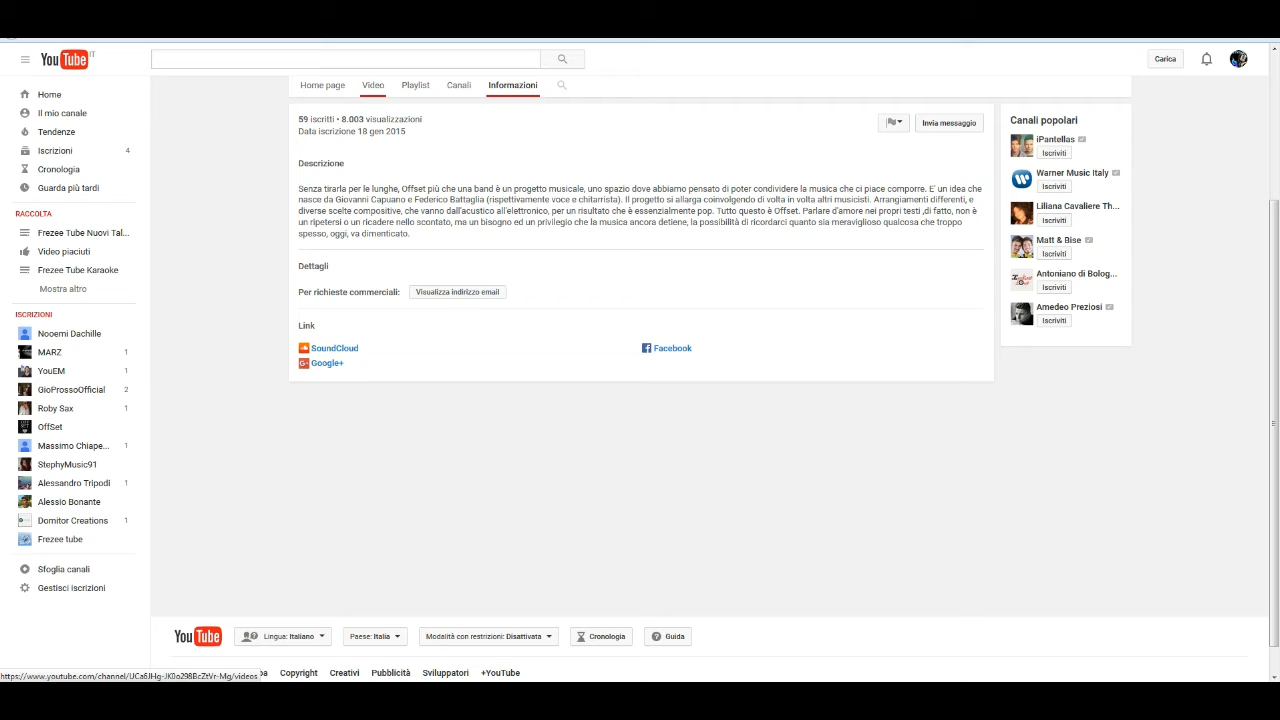 YouTube IT
Carica
Home
Il mio canale
Tendenze
Iscrizioni 4
Cronologia
Guarda più tardi
RACCOLTA
Frezee Tube Nuovi Tal...
Video piaciuti
Frezee Tube Karaoke
Mostra altro
ISCRIZIONI
Nooemi Dachille
MARZ 1
YouEM 1
GioProssoOfficial 2
Roby Sax 1
OffSet
Massimo Chiape... 1
StephyMusic91
Alessandro Tripodi 1
Alessio Bonante
Domitor Creations 1
Frezee tube
Sfoglia canali
Gestisci iscrizioni
Home page Video Playlist Canali Informazioni
59 iscritti • 8.003 visualizzazioni
Data iscrizione 18 gen 2015
Invia messaggio
Descrizione
Senza tirarla per le lunghe, Offset più che una band è un progetto musicale, uno spazio dove abbiamo pensato di poter condividere la musica che ci piace comporre. E' un idea che
nasce da Giovanni Capuano e Federico Battaglia (rispettivamente voce e chitarrista). Il progetto si allarga coinvolgendo di volta in volta altri musicisti. Arrangiamenti differenti, e
diverse scelte compositive, che vanno dall'acustico all'elettronico, per un risultato che è essenzialmente pop. Tutto questo è Offset. Parlare d'amore nei propri testi ,di fatto, non è
un ripetersi o un ricadere nello scontato, ma un bisogno ed un privilegio che la musica ancora detiene, la possibilità di ricordarci quanto sia meraviglioso qualcosa che troppo
spesso, oggi, va dimenticato.
Dettagli
Per richieste commerciali: Visualizza indirizzo email
Link
SoundCloud Facebook
Google+
Canali popolari
iPantellas
Iscriviti
Warner Music Italy
Iscriviti
Liliana Cavaliere Th...
Iscriviti
Matt & Bise
Iscriviti
Antoniano di Bolog...
Iscriviti
Amedeo Preziosi
Iscriviti
YouTube Lingua: Italiano Paese: Italia Modalità con restrizioni: Disattivata Cronologia Guida
Copyright Creativi Pubblicità Sviluppatori +YouTube
https://www.youtube.com/channel/UCa6JHg-JK0o298BcZtVr-Mg/videos